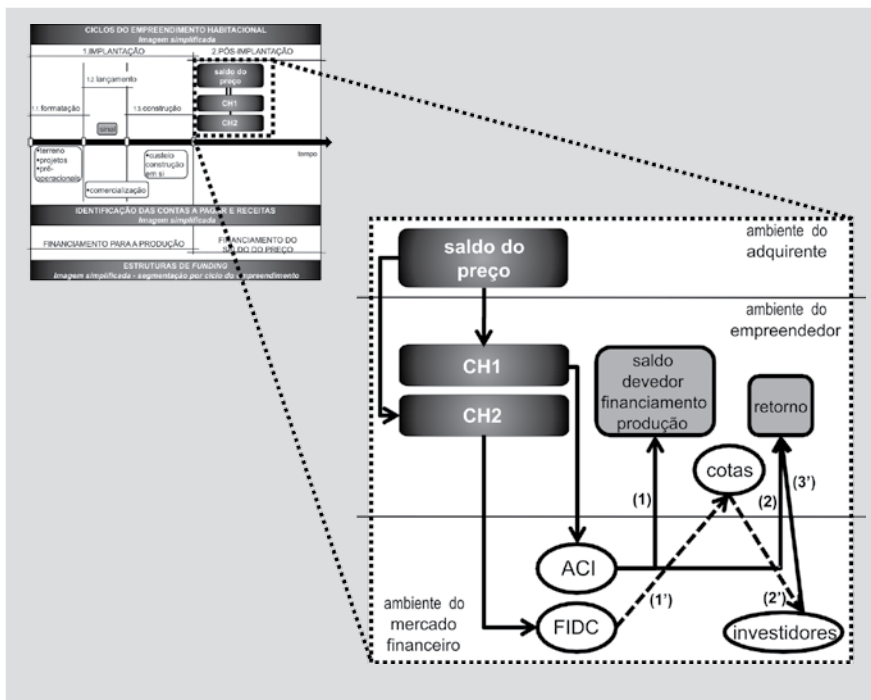 CICLOS DO EMPREENDIMENTO HABITACIONAL
Imagem simplificada
1.IMPLANTAÇÃO
2.PÓS-IMPLANTAÇÃO
saldo do
preço
1.2. lançamento
CH1
1.1. formatação
1.3. construção
CH2
sinal
tempo
•terreno
•projetos
•pré-
operacionais
•custeio
construção
em si
•comercialização
IDENTIFICAÇÃO DAS CONTAS A PAGAR E RECEITAS
Imagem simplificada
FINANCIAMENTO PARA A PRODUÇÃO
FINANCIAMENTO DO
SALDO DO PREÇO
ESTRUTURAS DE FUNDING
Imagem simplificada - segmentação por ciclo do empreendimento
saldo do
preço
ambiente do
adquirente
ambiente do
empreendedor
CH1
CH2
saldo
devedor
financiamento
produção
retorno
cotas
(1)
(2)
(3')
ACI
(1')
(2')
ambiente do
mercado
financeiro
FIDC
investidores